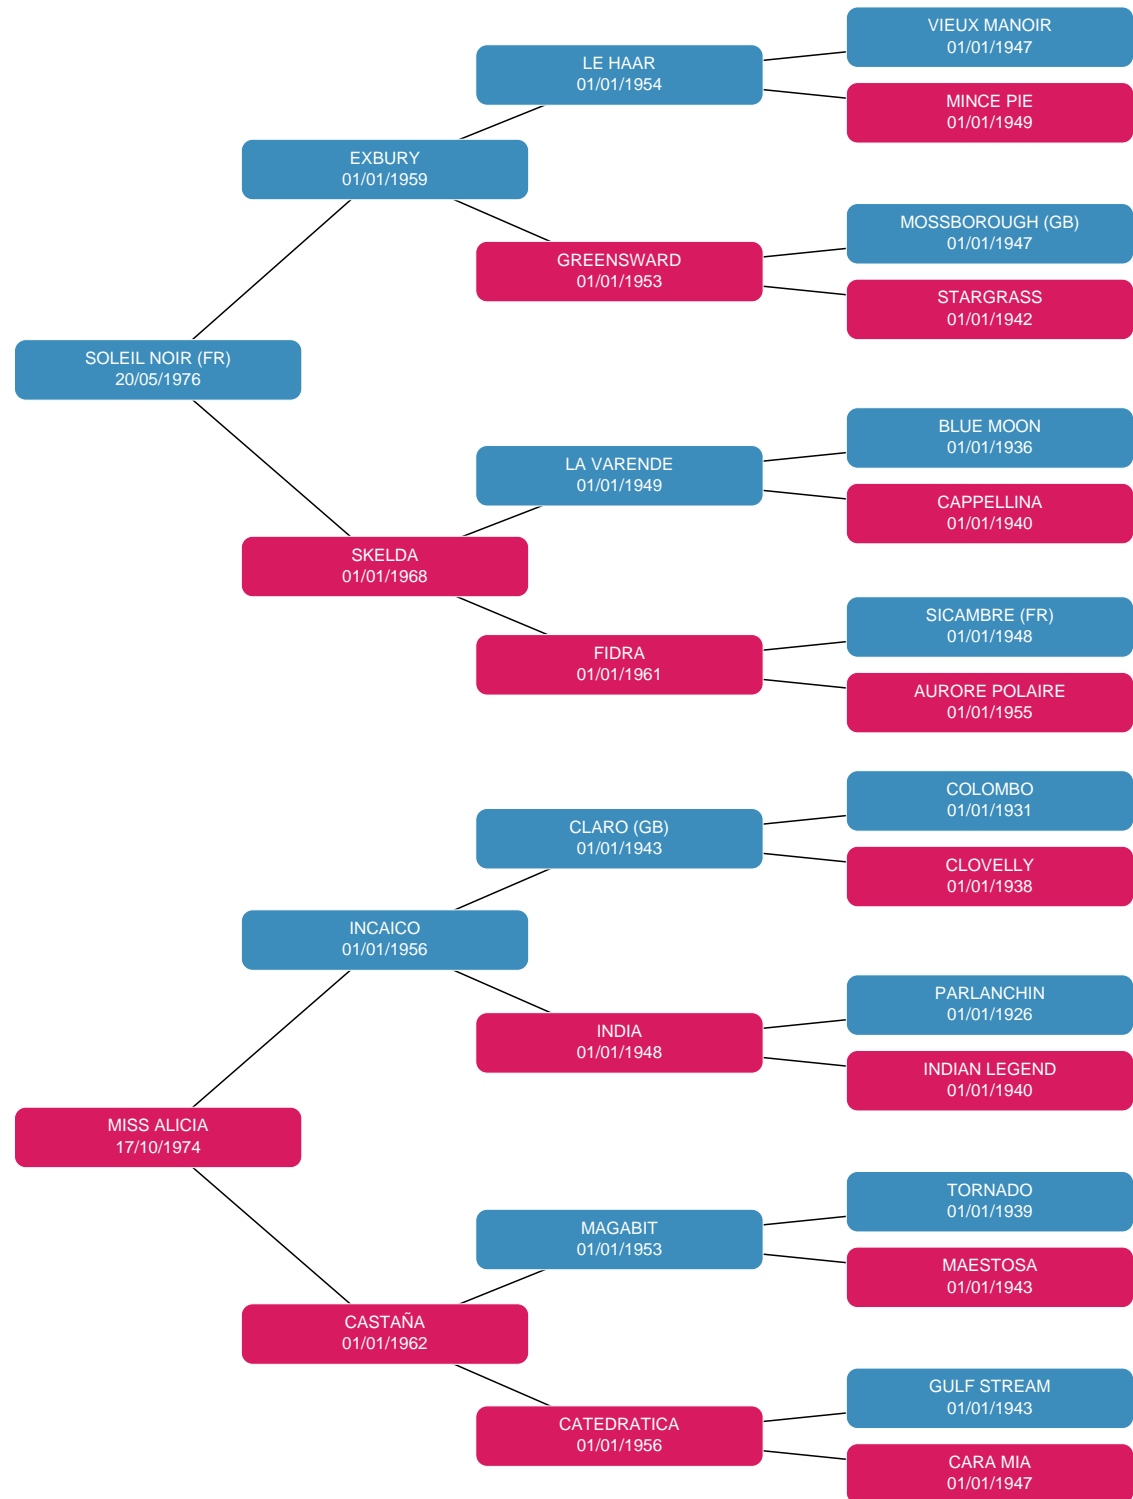 VIEUX MANOIR
01/01/1947
LE HAAR
01/01/1954
MINCE PIE
01/01/1949
EXBURY
01/01/1959
MOSSBOROUGH (GB)
01/01/1947
GREENSWARD
01/01/1953
STARGRASS
01/01/1942
SOLEIL NOIR (FR)
20/05/1976
BLUE MOON
01/01/1936
LA VARENDE
01/01/1949
CAPPELLINA
01/01/1940
SKELDA
01/01/1968
SICAMBRE (FR)
01/01/1948
FIDRA
01/01/1961
AURORE POLAIRE
01/01/1955
COLOMBO
01/01/1931
CLARO (GB)
01/01/1943
CLOVELLY
01/01/1938
INCAICO
01/01/1956
PARLANCHIN
01/01/1926
INDIA
01/01/1948
INDIAN LEGEND
01/01/1940
MISS ALICIA
17/10/1974
TORNADO
01/01/1939
MAGABIT
01/01/1953
MAESTOSA
01/01/1943
CASTAÑA
01/01/1962
GULF STREAM
01/01/1943
CATEDRATICA
01/01/1956
CARA MIA
01/01/1947